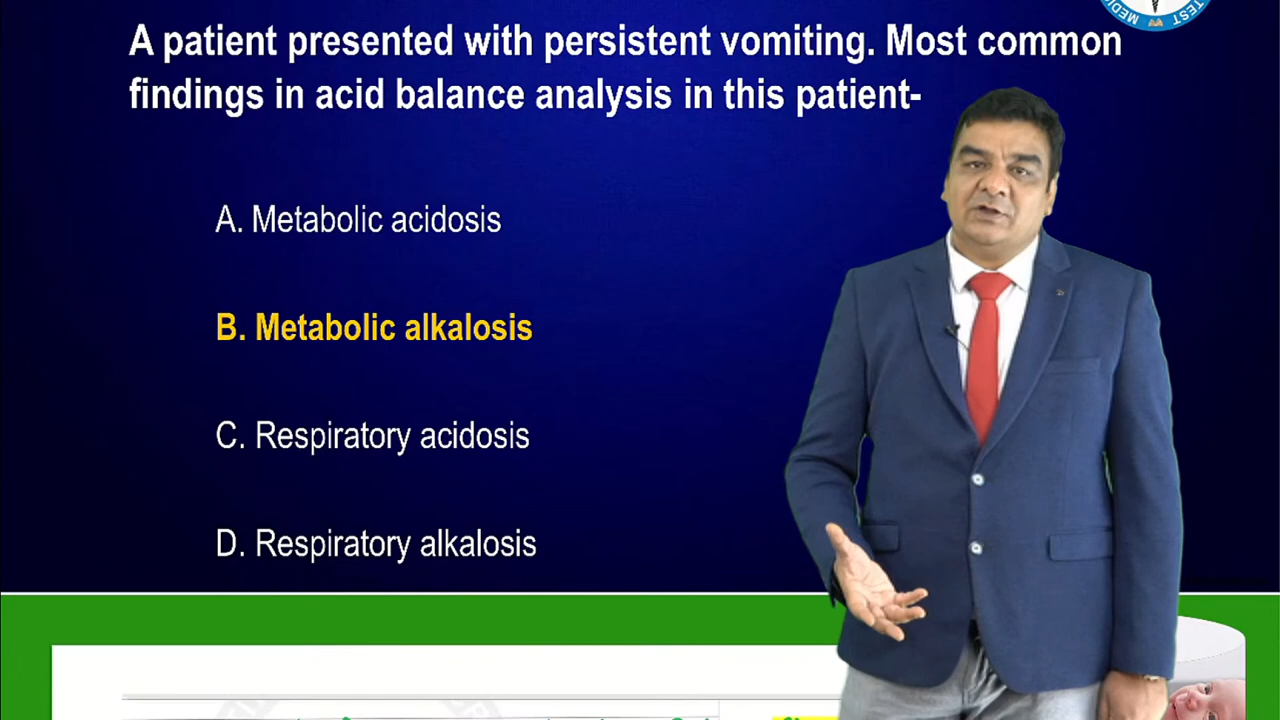 A patient presented with persistent vomiting. Most common
findings in acid balance analysis in this patient-
A. Metabolic acidosis
B. Metabolic alkalosis
C. Respiratory acidosis
D. Respiratory alkalosis
TEST